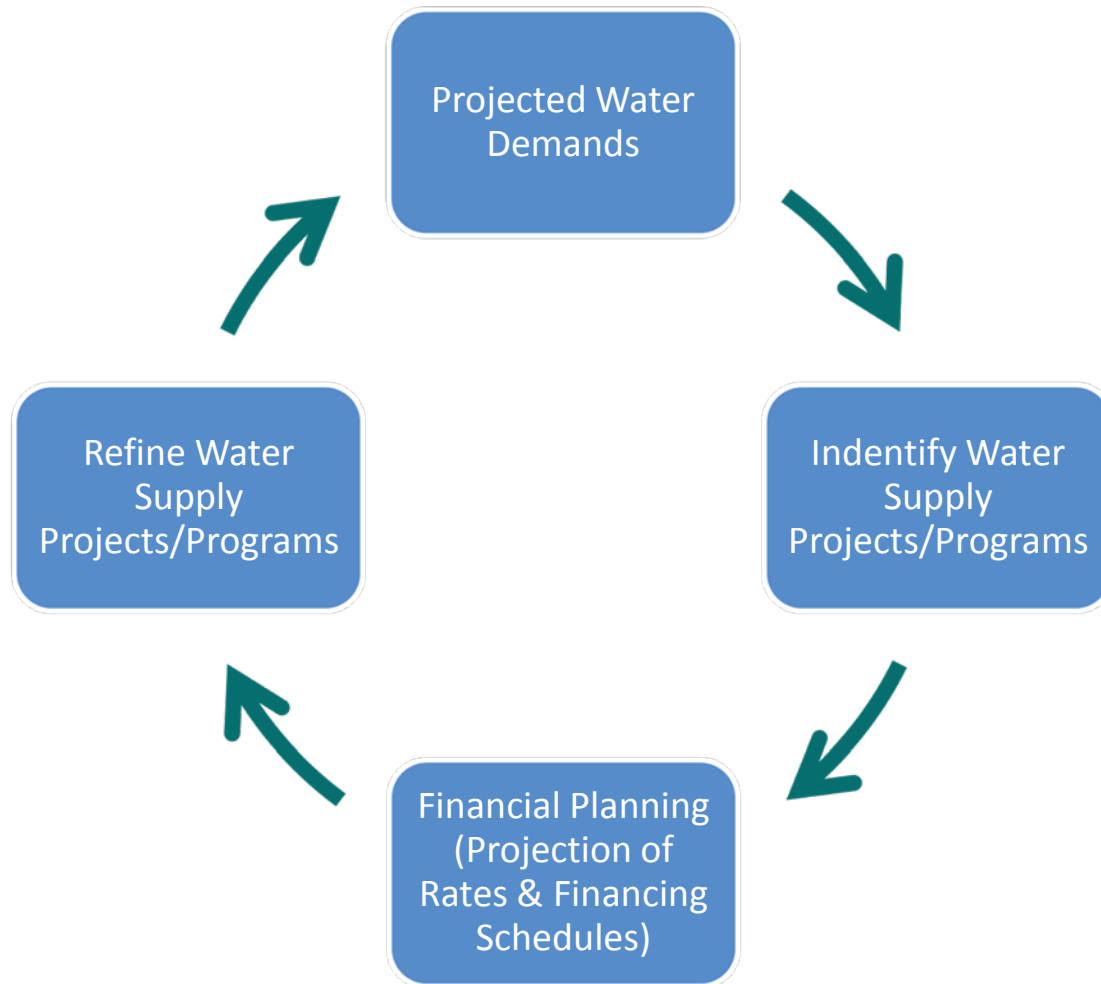 Projected Water
Demands
Refine Water
Supply
Projects/Programs
Indentify Water
Supply
Projects/Programs
Financial Planning
(Projection of
Rates & Financing
Schedules)